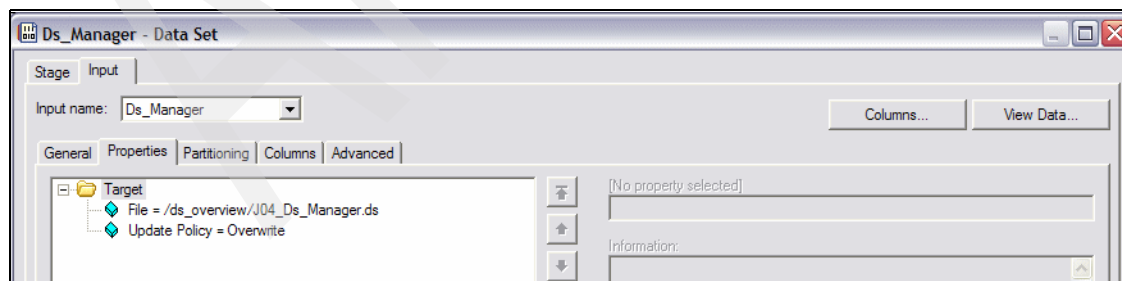 Ds_Manager - Data Set
Stage Input
Input name: Ds_Manager
Columns... View Data...
General Properties Partitioning Columns Advanced
Target
File = /ds_overview/J04_Ds_Manager.ds
Update Policy = Overwrite
[No property selected]
Information: